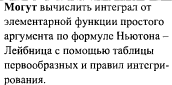 Могут вычислить интеграл от
элементарной функции простого
аргумента по формуле Ньютона –
Лейбница с помощью таблицы
первообразных и правил интегри-
рования.